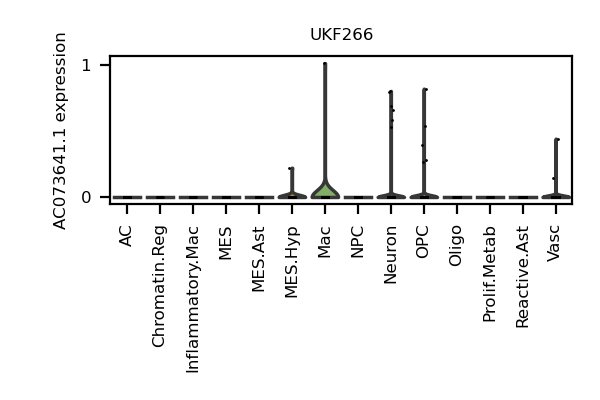 UKF266
AC073641.1 expression
1
0
AC
Chromatin.Reg
Inflammatory.Mac
MES
MES.Ast
MES.Hyp
Mac
NPC
Neuron
OPC
Oligo
Prolif.Metab
Reactive.Ast
Vasc